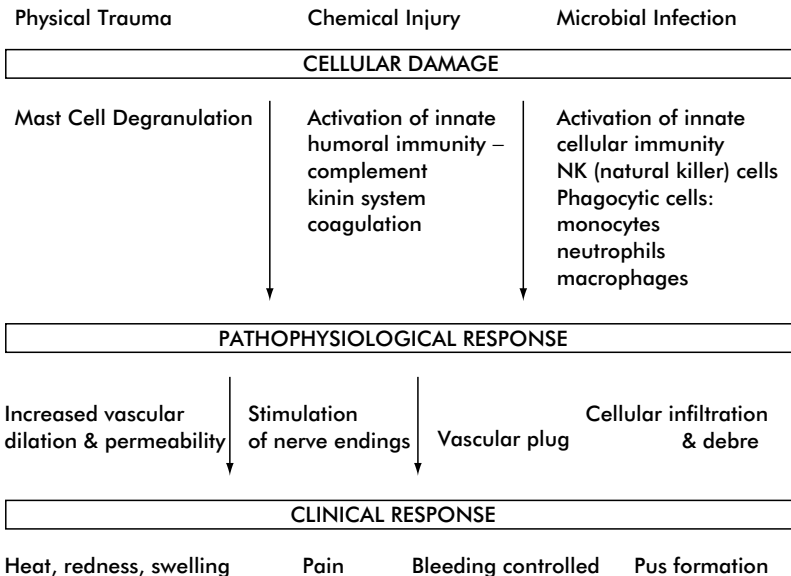 Physical Trauma
Chemical Injury
Microbial Infection
CELLULAR DAMAGE
Mast Cell Degranulation
Activation of innate
humoral immunity –
complement
kinin system
coagulation
Activation of innate
cellular immunity
NK (natural killer) cells
Phagocytic cells:
monocytes
neutrophils
macrophages
PATHOPHYSIOLOGICAL RESPONSE
Increased vascular
dilation & permeability
Stimulation
of nerve endings
Vascular plug
Cellular infiltration
& debre
CLINICAL RESPONSE
Heat, redness, swelling
Pain
Bleeding controlled
Pus formation